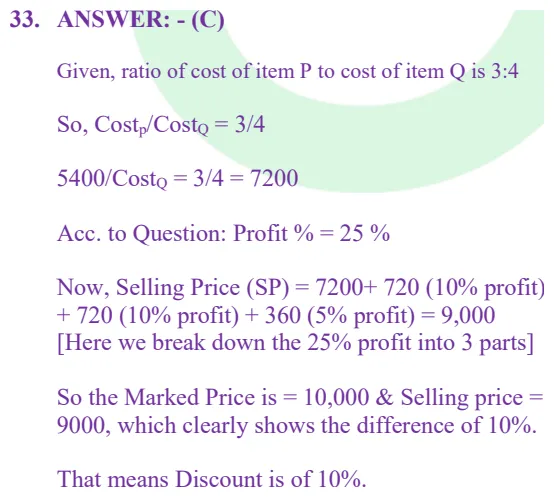 33. ANSWER: - (C)
Given, ratio of cost of item P to cost of item Q is 3:4
So, Costp/CostQ = 3/4
5400/CostQ = 3/4 = 7200
Acc. to Question: Profit % = 25 %
Now, Selling Price (SP) = 7200+ 720 (10% profit)
+ 720 (10% profit) + 360 (5% profit) = 9,000
[Here we break down the 25% profit into 3 parts]
So the Marked Price is = 10,000 & Selling price =
9000, which clearly shows the difference of 10%.
That means Discount is of 10%.